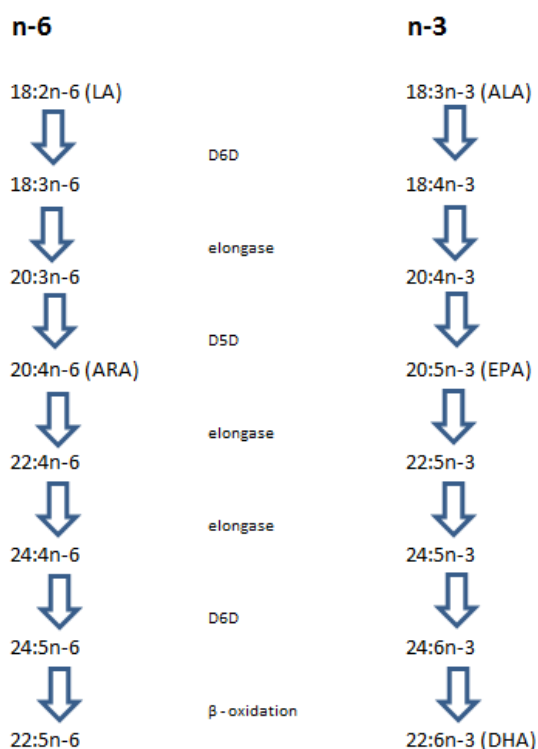 n-6 n-3
18:2n-6 (LA) 18:3n-3 (ALA)
D6D
18:3n-6 18:4n-3
elongase
20:3n-6 20:4n-3
D5D
20:4n-6 (ARA) 20:5n-3 (EPA)
elongase
22:4n-6 22:5n-3
elongase
24:4n-6 24:5n-3
D6D
24:5n-6 24:6n-3
β-oxidation
22:5n-6 22:6n-3 (DHA)